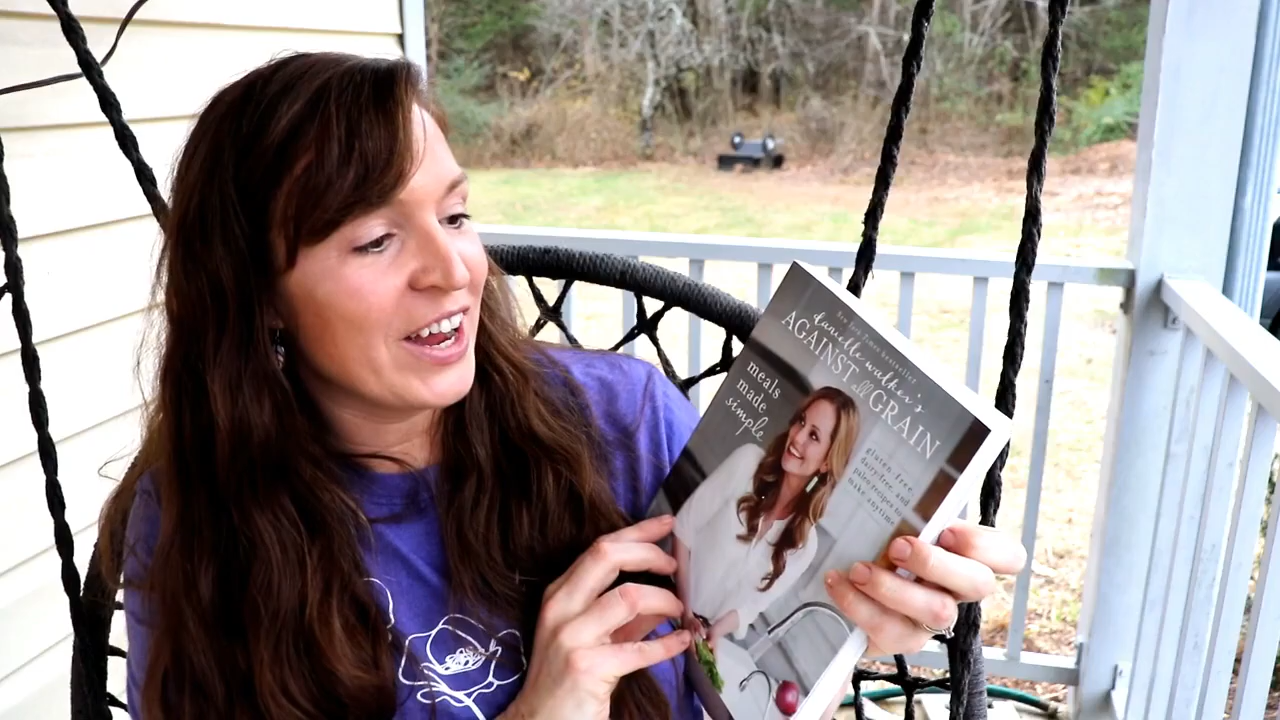 New York Times bestseller
danielle walker's
AGAINST all GRAIN
meals
made
simple
gluten-free,
dairy-free, and
paleo recipes to
make anytime